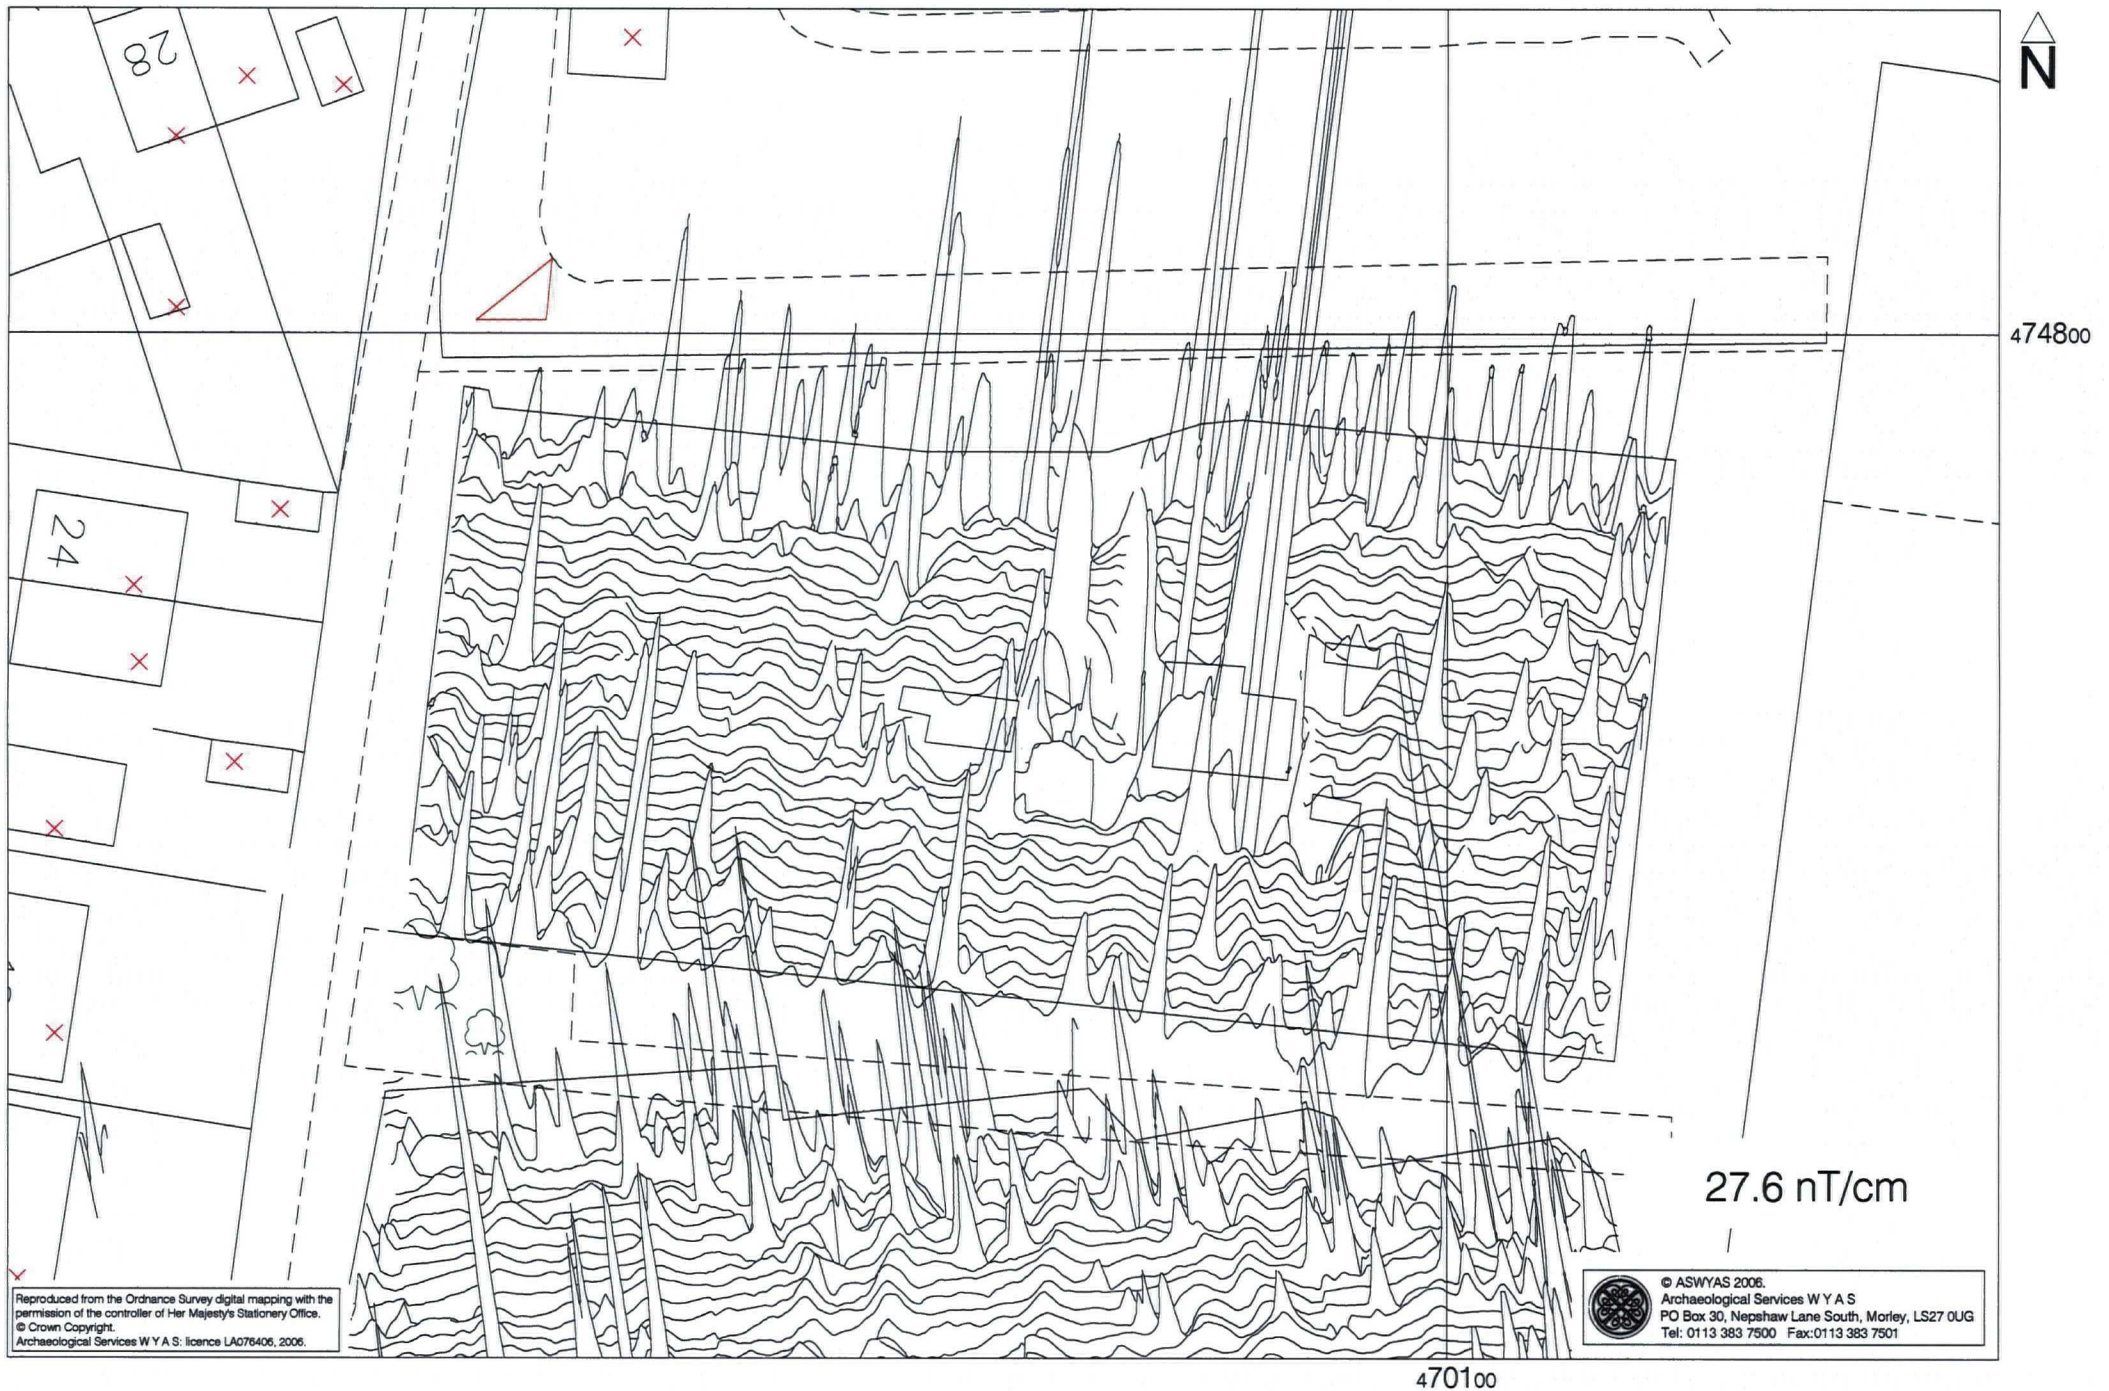 28
N
474800
24
27.6 nT/cm
Reproduced from the Ordnance Survey digital mapping with the
permission of the controller of Her Majesty's Stationery Office.
© Crown Copyright.
Archaeological Services W Y A S: licence LA076406, 2006.
© ASWYAS 2006.
Archaeological Services W Y A S
PO Box 30, Nepshaw Lane South, Morley, LS27 0UG
Tel: 0113 383 7500 Fax:0113 383 7501
470100